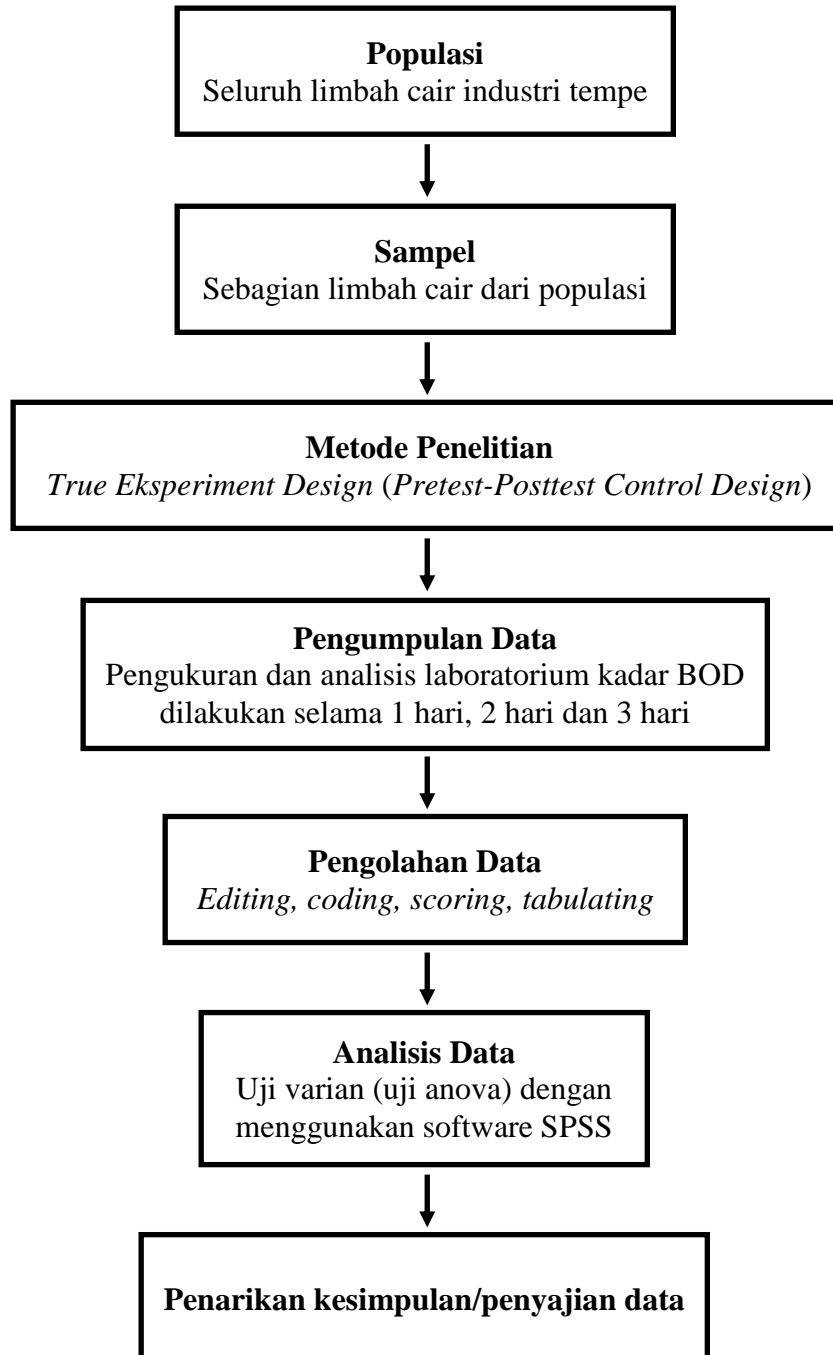 Populasi
Seluruh limbah cair industri tempe
Sampel
Sebagian limbah cair dari populasi
Metode Penelitian
True Eksperiment Design (Pretest-Posttest Control Design)
Pengumpulan Data
Pengukuran dan analisis laboratorium kadar BOD
dilakukan selama 1 hari, 2 hari dan 3 hari
Pengolahan Data
Editing, coding, scoring, tabulating
Analisis Data
Uji varian (uji anova) dengan
menggunakan software SPSS
Penarikan kesimpulan/penyajian data